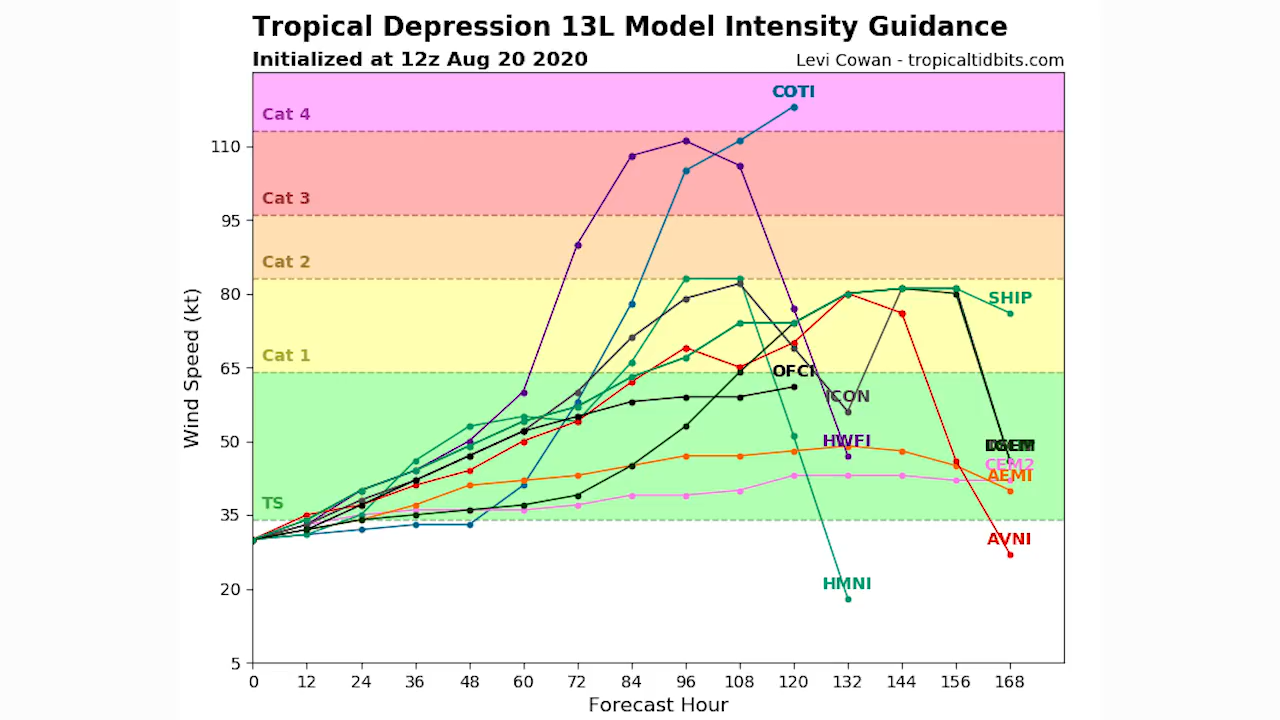 Tropical Depression 13L Model Intensity Guidance
Initialized at 12z Aug 20 2020
Levi Cowan - tropicaltidbits.com
COTI
Cat 4
110
Cat 3
95
Cat 2
80
SHIP
Cat 1
65
OFCI
ICON
Wind Speed (kt)
50
HWFI
CEM2
AEMI
TS
35
AVNI
HMNI
20
5
0 12 24 36 48 60 72 84 96 108 120 132 144 156 168
Forecast Hour